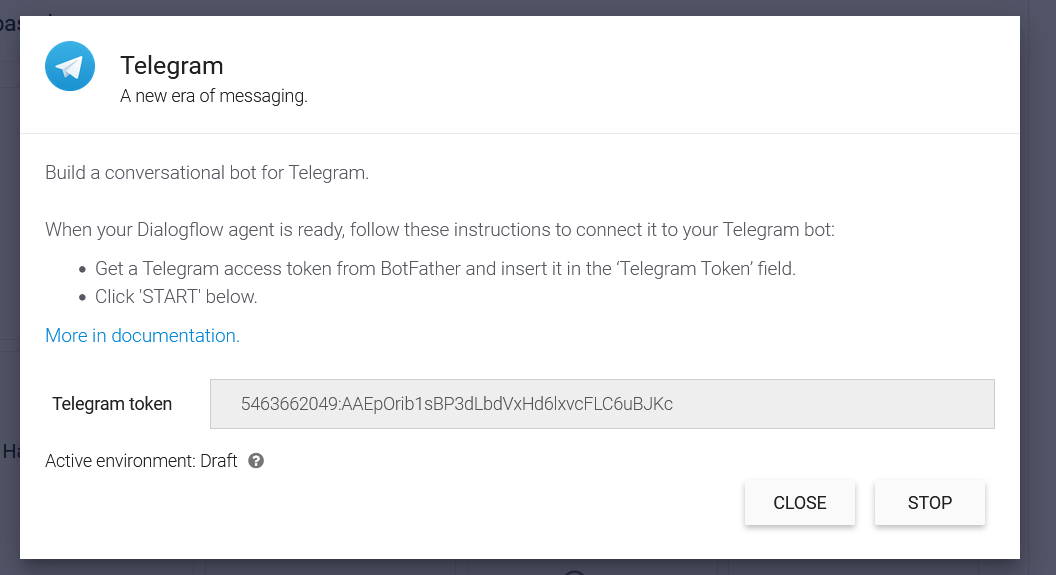 Telegram
A new era of messaging.
Build a conversational bot for Telegram.
When your Dialogflow agent is ready, follow these instructions to connect it to your Telegram bot:
Get a Telegram access token from BotFather and insert it in the ‘Telegram Token’ field.
Click 'START' below.
More in documentation.
Telegram token 5463662049:AAEpOrib1sBP3dLbdVxHd6lxvcFLC6uBJKc
Active environment: Draft
CLOSE STOP